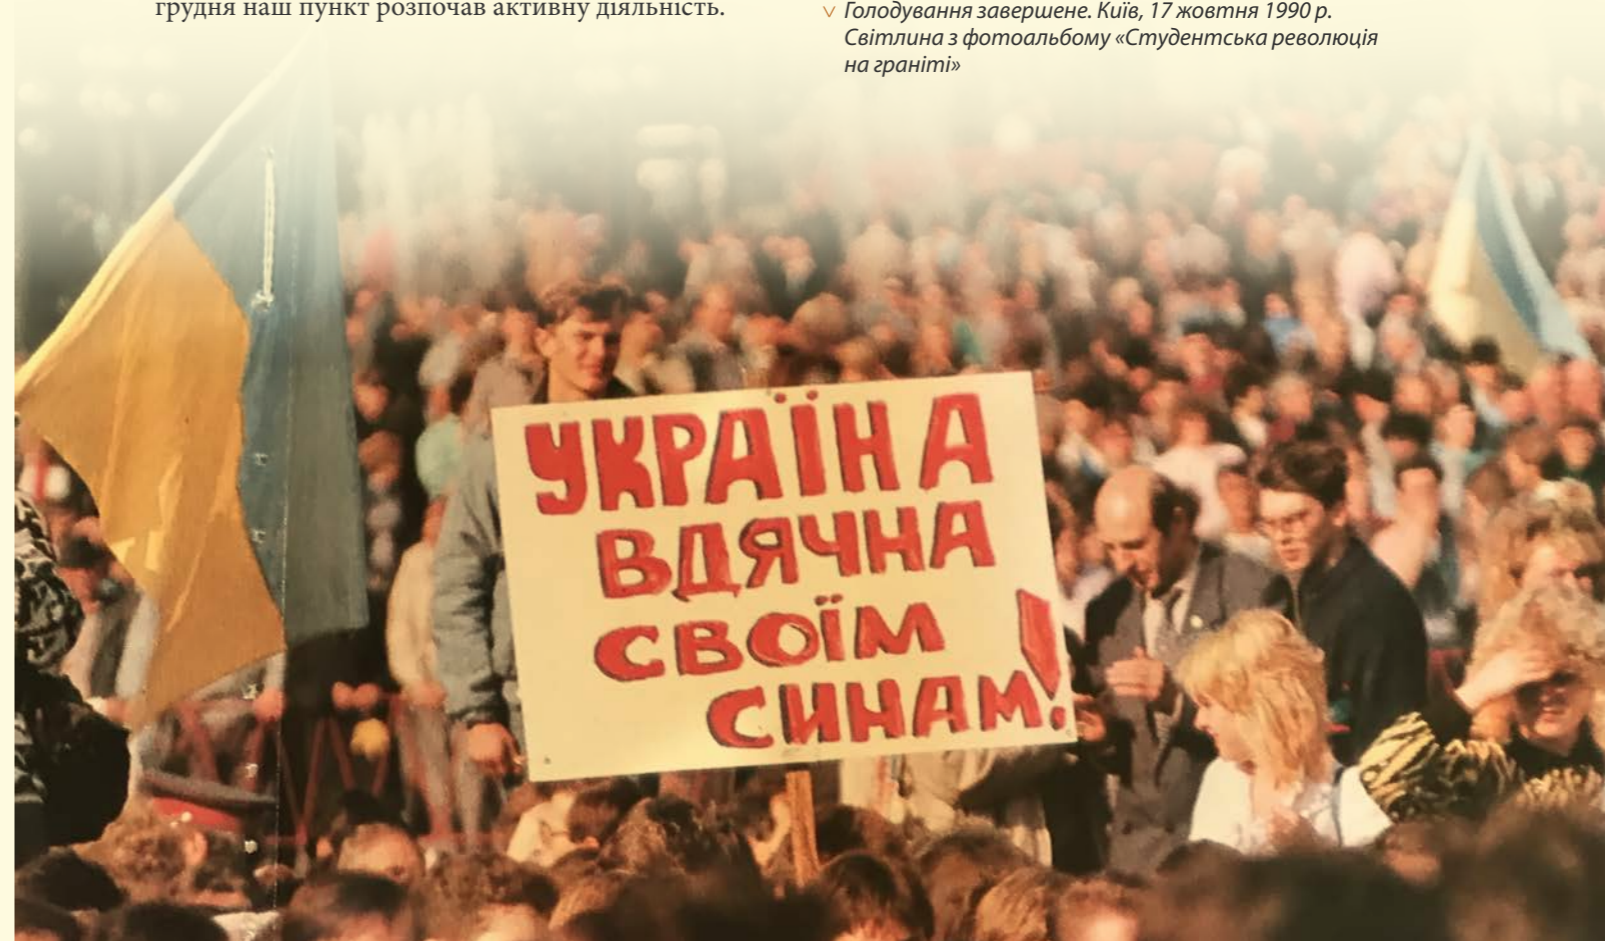 грудня наш пункт розпочав активну діяльність.
Голодування завершене. Київ, 17 жовтня 1990 р.
Світлина з фотоальбому «Студентська революція
на граніті»
УКРАЇНА
ВДЯЧНА
СВОЇМ
СИНАМ!